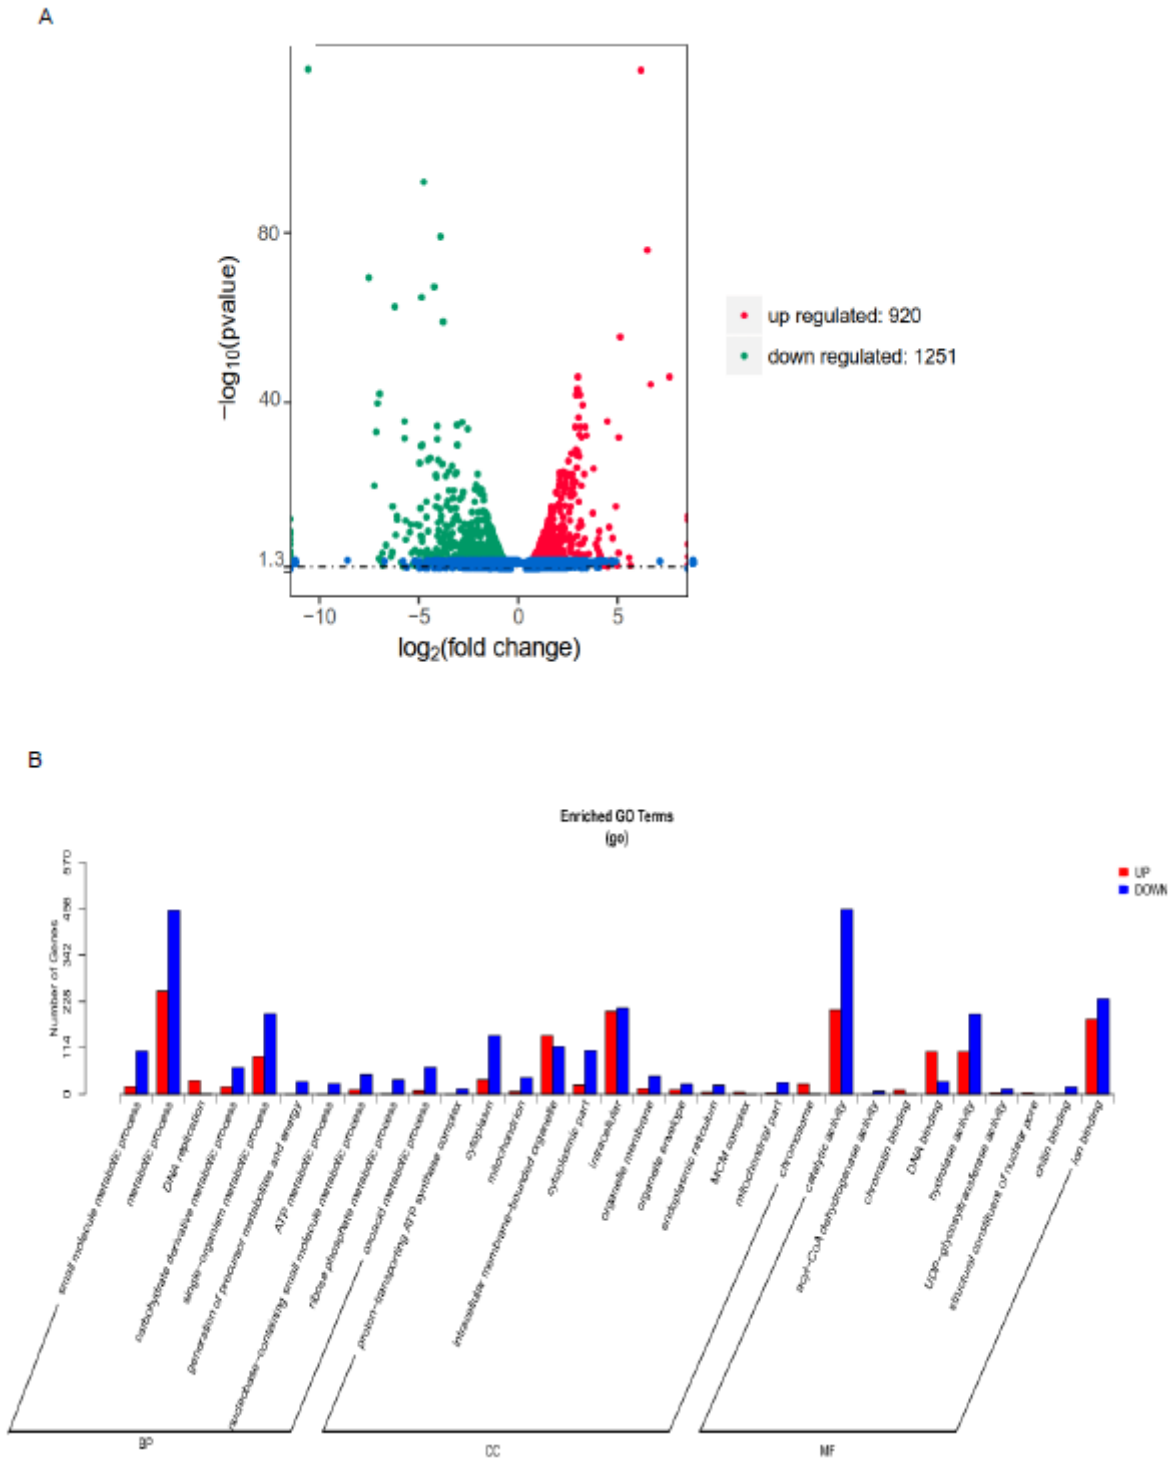 A
80
40
1.3
−log10(pvalue)
−10
−5
0
5
log2(fold change)
up regulated: 920
down regulated: 1251
B
Enriched GO Terms
(go)
UP
DOWN
Number of Genes
570
456
342
228
114
0
small molecule metabolic process
metabolic process
DNA replication
carbohydrate derivative metabolic process
single−organism metabolic process
generation of precursor metabolites and energy
ATP metabolic process
nucleobase−containing small molecule metabolic process
ribose phosphate metabolic process
oxoacid metabolic process
proton−transporting ATP synthase complex
cytoplasm
mitochondrion
intracellular membrane−bounded organelle
cytoplasmic part
intracellular
organelle membrane
organelle envelope
endoplasmic reticulum
MCM complex
mitochondrial part
chromosome
catalytic activity
acyl−CoA dehydrogenase activity
chromatin binding
DNA binding
hydrolase activity
UDP−glycosyltransferase activity
structural constituent of nuclear pore
chitin binding
ion binding
BP
CC
MF